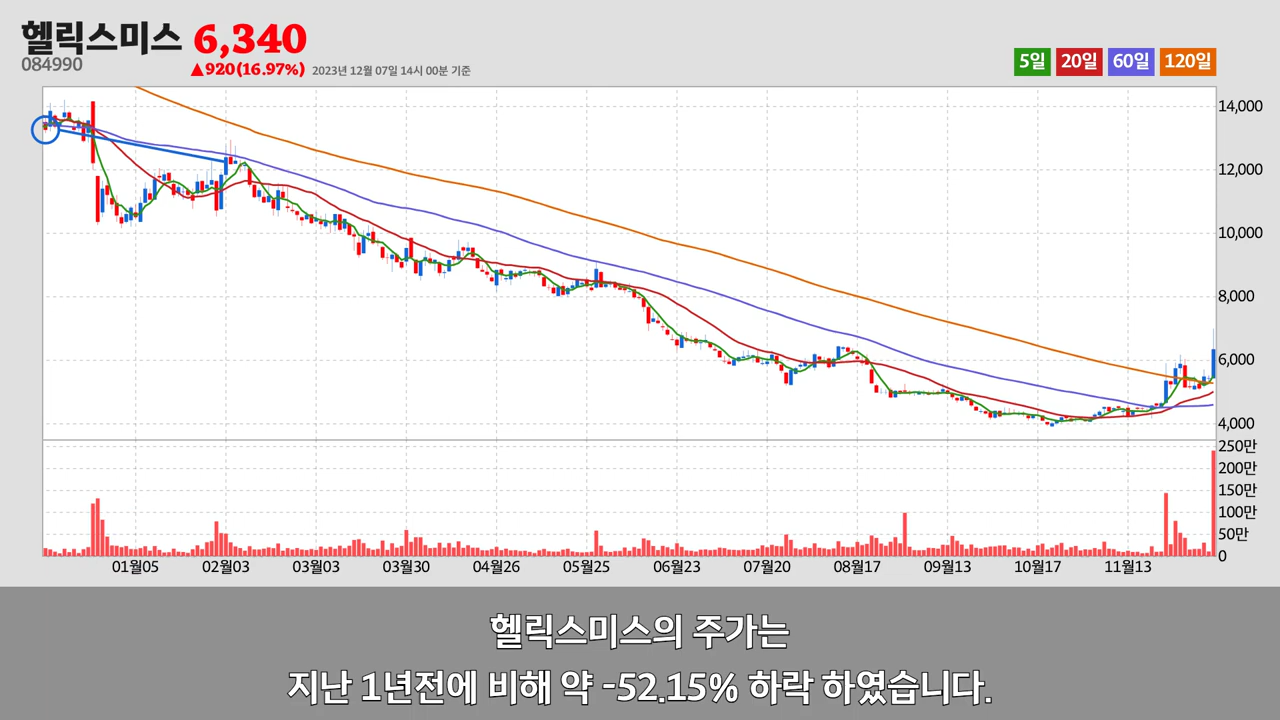 헬릭스미스 6,340
084990
▲920(16.97%) 2023년 12월 07일 14시 00분 기준
5일 20일 60일 120일
14,000
12,000
10,000
8,000
6,000
4,000
250만
200만
150만
100만
50만
0
01월05 02월03 03월03 03월30 04월26 05월25 06월23 07월20 08월17 09월13 10월17 11월13
헬릭스미스의 주가는
지난 1년전에 비해 약 -52.15% 하락 하였습니다.